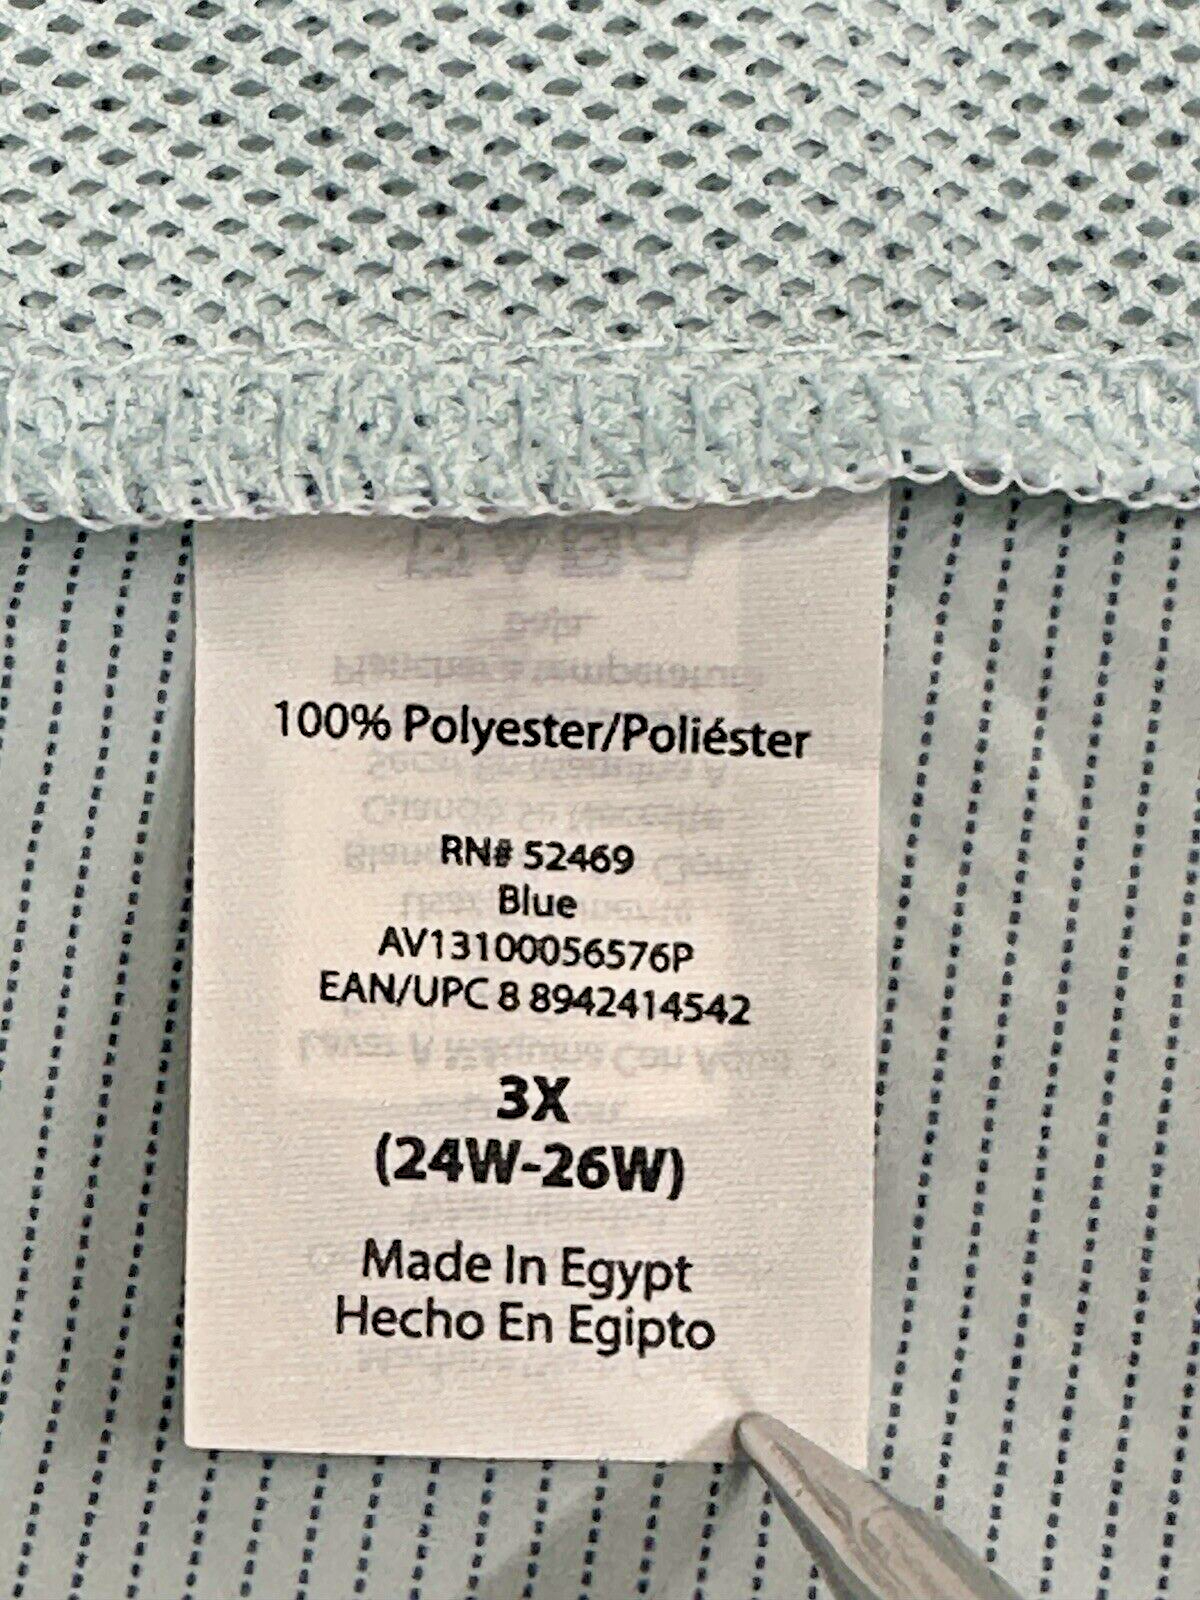 100% Polyester/Poliéster
RN# 52469
Blue
AV13100056576P
EAN/UPC 8 8942414542
3X
(24W-26W)
Made In Egypt
Hecho En Egipto